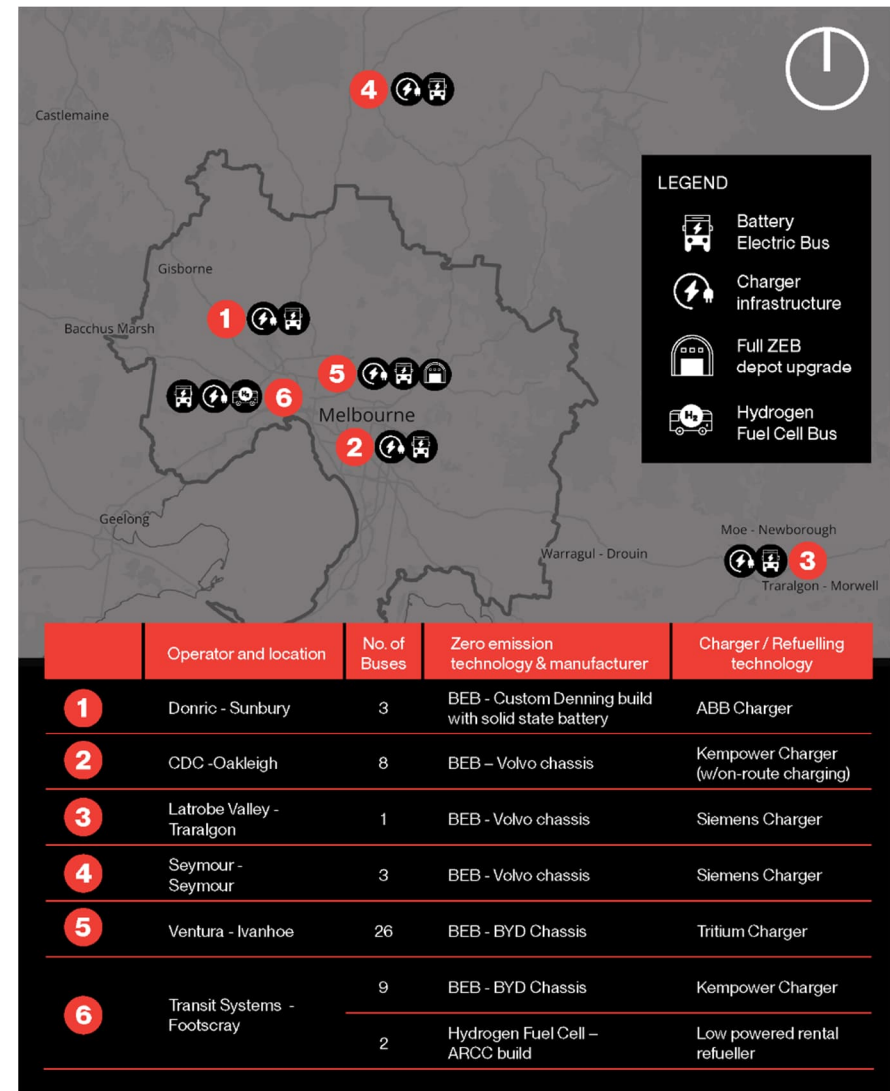 4
Castlemaine
LEGEND
Battery
Electric Bus
Charger
infrastructure
Full ZEB
depot upgrade
H2
Hydrogen
Fuel Cell Bus
Gisborne
1
Bacchus Marsh
5
H2
6
Melbourne
2
Geelong
Warragul - Drouin
Moe - Newborough
3
Traralgon - Morwell
Operator and location
No. of
Buses
Zero emission
technology & manufacturer
Charger / Refuelling
technology
1
Donric - Sunbury
3
BEB - Custom Denning build
with solid state battery
ABB Charger
2
CDC -Oakleigh
8
BEB – Volvo chassis
Kempower Charger
(w/on-route charging)
3
Latrobe Valley -
Traralgon
1
BEB - Volvo chassis
Siemens Charger
4
Seymour -
Seymour
3
BEB - Volvo chassis
Siemens Charger
5
Ventura - Ivanhoe
26
BEB - BYD Chassis
Tritium Charger
6
Transit Systems -
Footscray
9
BEB - BYD Chassis
Kempower Charger
2
Hydrogen Fuel Cell –
ARCC build
Low powered rental
refueller